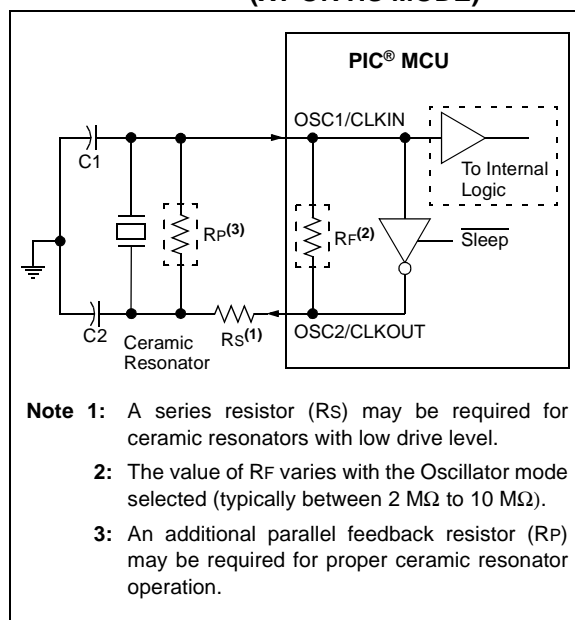 (XT OR HS MODE)
PIC® MCU
OSC1/CLKIN
C1
To Internal
Logic
RP(3)
RF(2)
Sleep
C2
Ceramic
Resonator
RS(1)
OSC2/CLKOUT
Note 1: A series resistor (RS) may be required for
ceramic resonators with low drive level.
2: The value of RF varies with the Oscillator mode
selected (typically between 2 MΩ to 10 MΩ).
3: An additional parallel feedback resistor (RP)
may be required for proper ceramic resonator
operation.